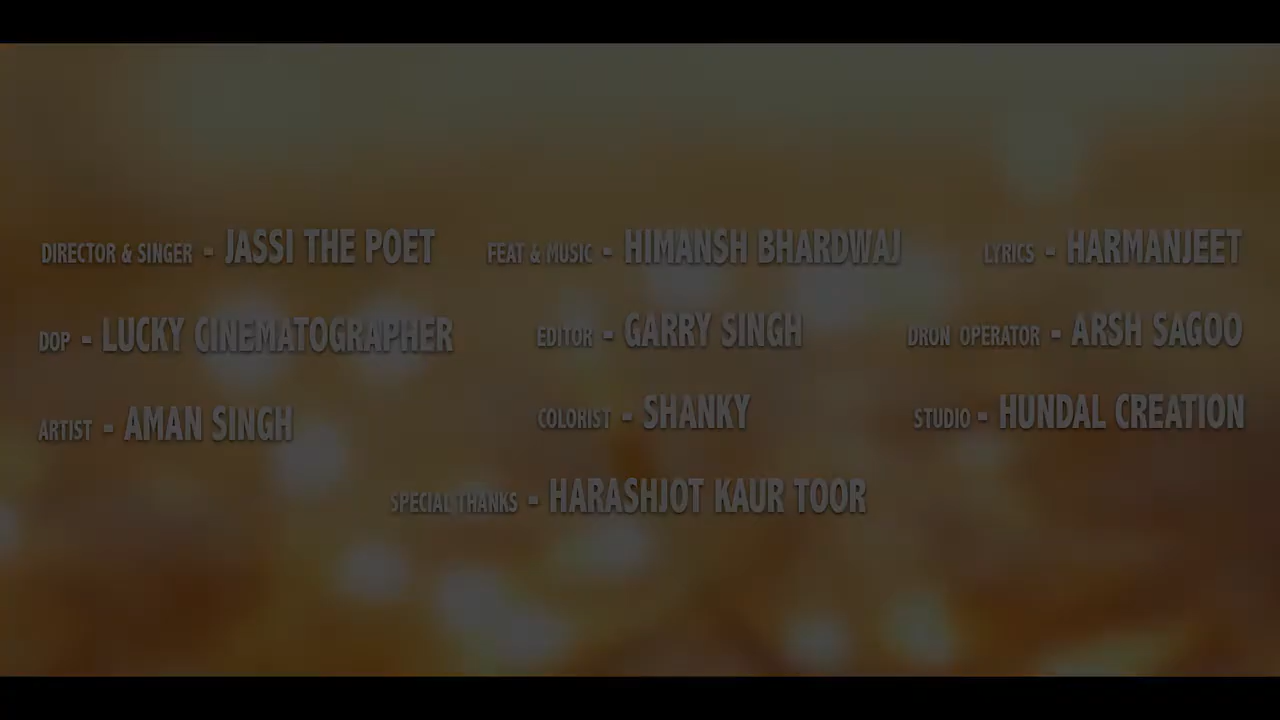 DIRECTOR & SINGER - JASSI THE POET FEAT & MUSIC - HIMANSH BHARDWAJ LYRICS - HARMANJEET
DOP - LUCKY CINEMATOGRAPHER EDITOR - GARRY SINGH DRON OPERATOR - ARSH SAGOO
ARTIST - AMAN SINGH COLORIST - SHANKY STUDIO - HUNDAL CREATION
SPECIAL THANKS - HARASHJOT KAUR TOOR